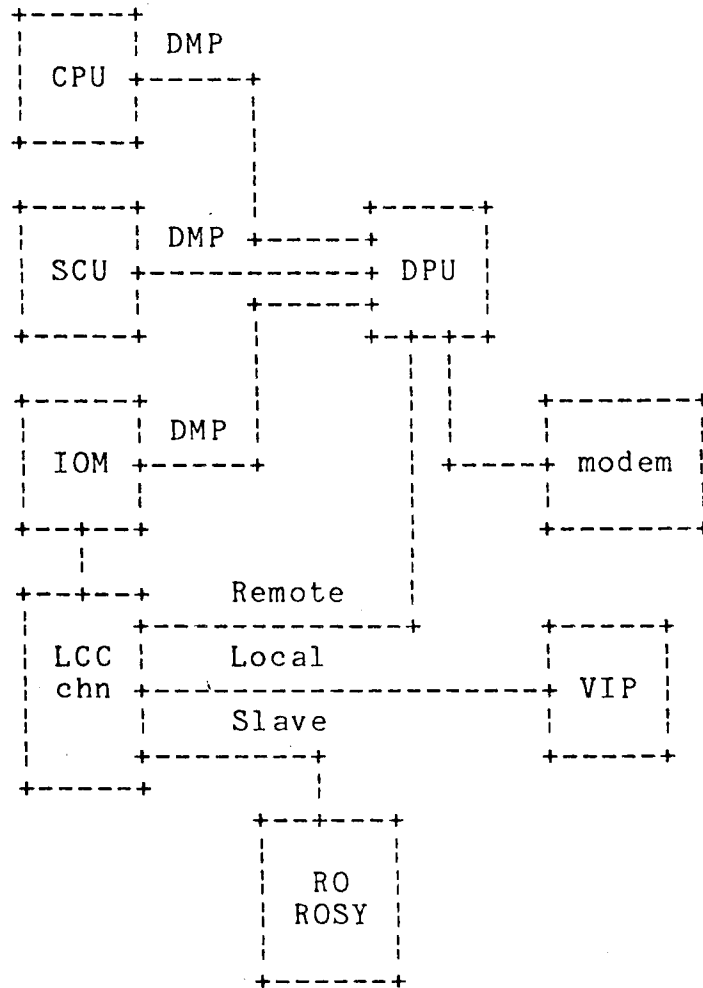 DMP
CPU
DMP
SCU
DPU
DMP
IOM
modem
Remote
LCC
chn
Local
VIP
Slave
RO
ROSY